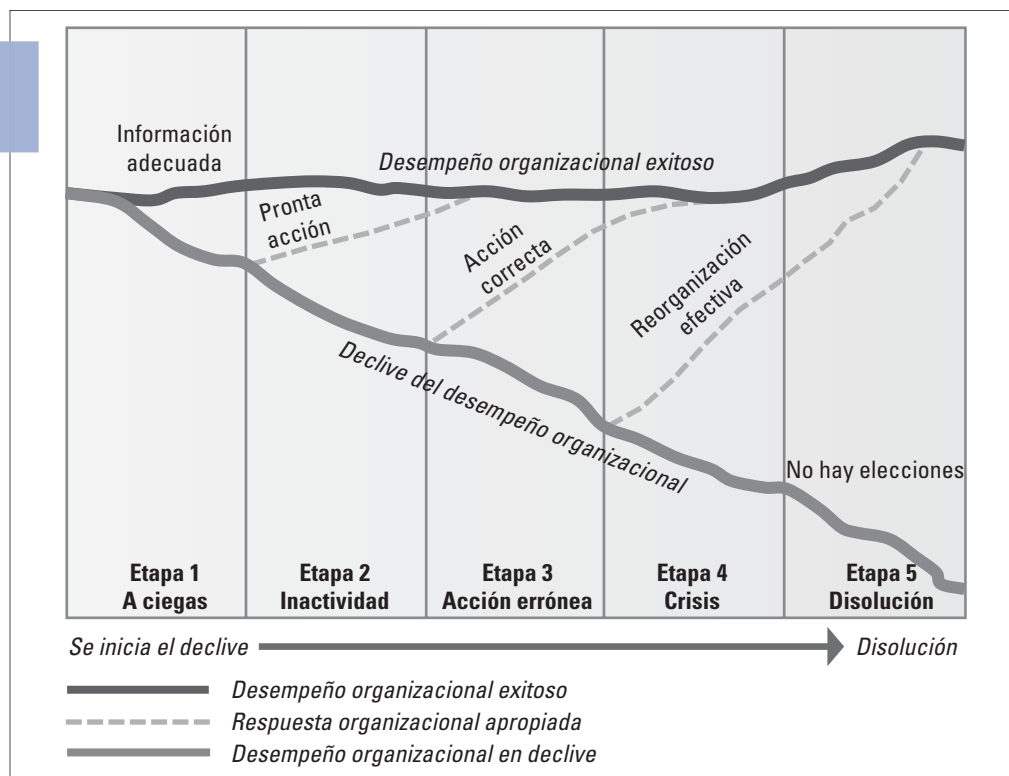 Información
adecuada
Desempeño organizacional exitoso
Pronta
acción
Acción
correcta
Reorganización
efectiva
Declive del desempeño organizacional
No hay elecciones
Etapa 1
A ciegas
Etapa 2
Inactividad
Etapa 3
Acción errónea
Etapa 4
Crisis
Etapa 5
Disolución
Se inicia el declive
Disolución
Desempeño organizacional exitoso
Respuesta organizacional apropiada
Desempeño organizacional en declive